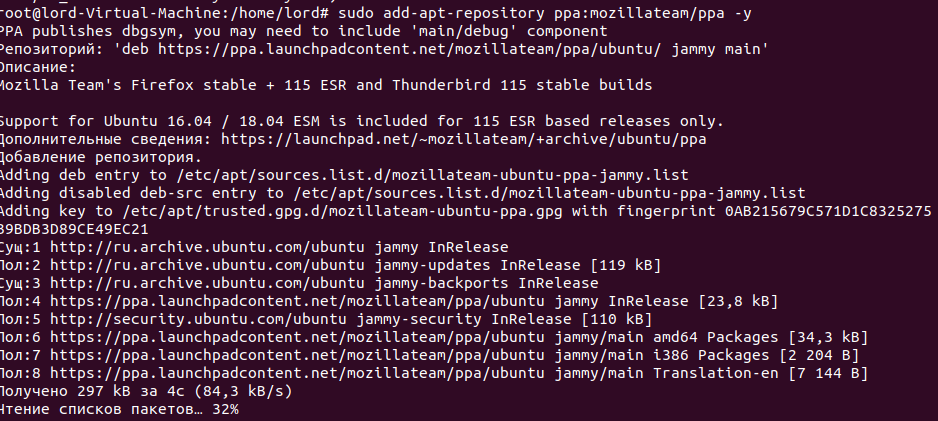 root@lord-Virtual-Machine:/home/lord# sudo add-apt-repository ppa:mozillateam/ppa -y
PPA publishes dbgsym, you may need to include 'main/debug' component
Репозиторий: 'deb https://ppa.launchpadcontent.net/mozillateam/ppa/ubuntu/ jammy main'
Описание:
Mozilla Team's Firefox stable + 115 ESR and Thunderbird 115 stable builds
Support for Ubuntu 16.04 / 18.04 ESM is included for 115 ESR based releases only.
Дополнительные сведения: https://launchpad.net/~mozillateam/+archive/ubuntu/ppa
Добавление репозитория.
Adding deb entry to /etc/apt/sources.list.d/mozillateam-ubuntu-ppa-jammy.list
Adding disabled deb-src entry to /etc/apt/sources.list.d/mozillateam-ubuntu-ppa-jammy.list
Adding key to /etc/apt/trusted.gpg.d/mozillateam-ubuntu-ppa.gpg with fingerprint 0AB215679C571D1C8325275
B9BDB3D89CE49EC21
Сущ:1 http://ru.archive.ubuntu.com/ubuntu jammy InRelease
Пол:2 http://ru.archive.ubuntu.com/ubuntu jammy-updates InRelease [119 kB]
Сущ:3 http://ru.archive.ubuntu.com/ubuntu jammy-backports InRelease
Пол:4 https://ppa.launchpadcontent.net/mozillateam/ppa/ubuntu jammy InRelease [23,8 kB]
Пол:5 http://security.ubuntu.com/ubuntu jammy-security InRelease [110 kB]
Пол:6 https://ppa.launchpadcontent.net/mozillateam/ppa/ubuntu jammy/main amd64 Packages [34,3 kB]
Пол:7 https://ppa.launchpadcontent.net/mozillateam/ppa/ubuntu jammy/main i386 Packages [2 204 B]
Пол:8 https://ppa.launchpadcontent.net/mozillateam/ppa/ubuntu jammy/main Translation-en [7 144 B]
Получено 297 kB за 4с (84,3 kB/s)
Чтение списков пакетов… 32%